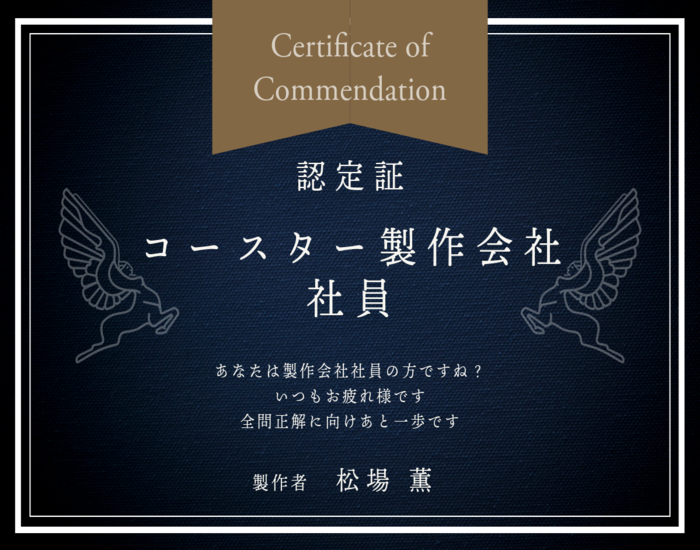 Certificate of
Commendation
認定証
コースター製作会社
社員
あなたは製作会社社員の方ですね？
いつもお疲れ様です
全問正解に向けあと一歩です
製作者 松場 薫